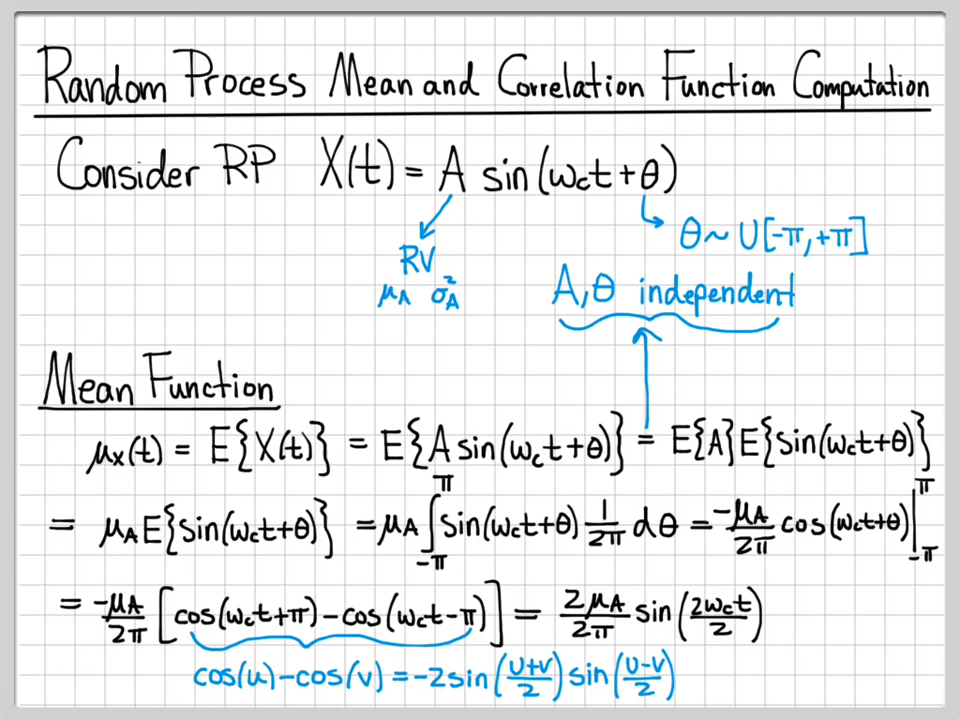 Random Process Mean and Correlation Function Computation
Consider RP X(t) = A sin(ω_c t + θ)
θ ~ U[-π, +π]
RV
μ_A σ_A²
A, θ independent
Mean Function
μ_X(t) = E{X(t)} = E{A sin(ω_c t + θ)} = E{A}E{sin(ω_c t + θ)}
= μ_A E{sin(ω_c t + θ)} = μ_A ∫_{-π}^{π} sin(ω_c t + θ) 1/2π dθ = -μ_A/2π cos(ω_c t + θ)|_{-π}^{π}
= -μ_A/2π [cos(ω_c t + π) - cos(ω_c t - π)] = 2μ_A/2π sin(2ω_c t/2)
cos(u) - cos(v) = -2 sin(u+v/2) sin(u-v/2)